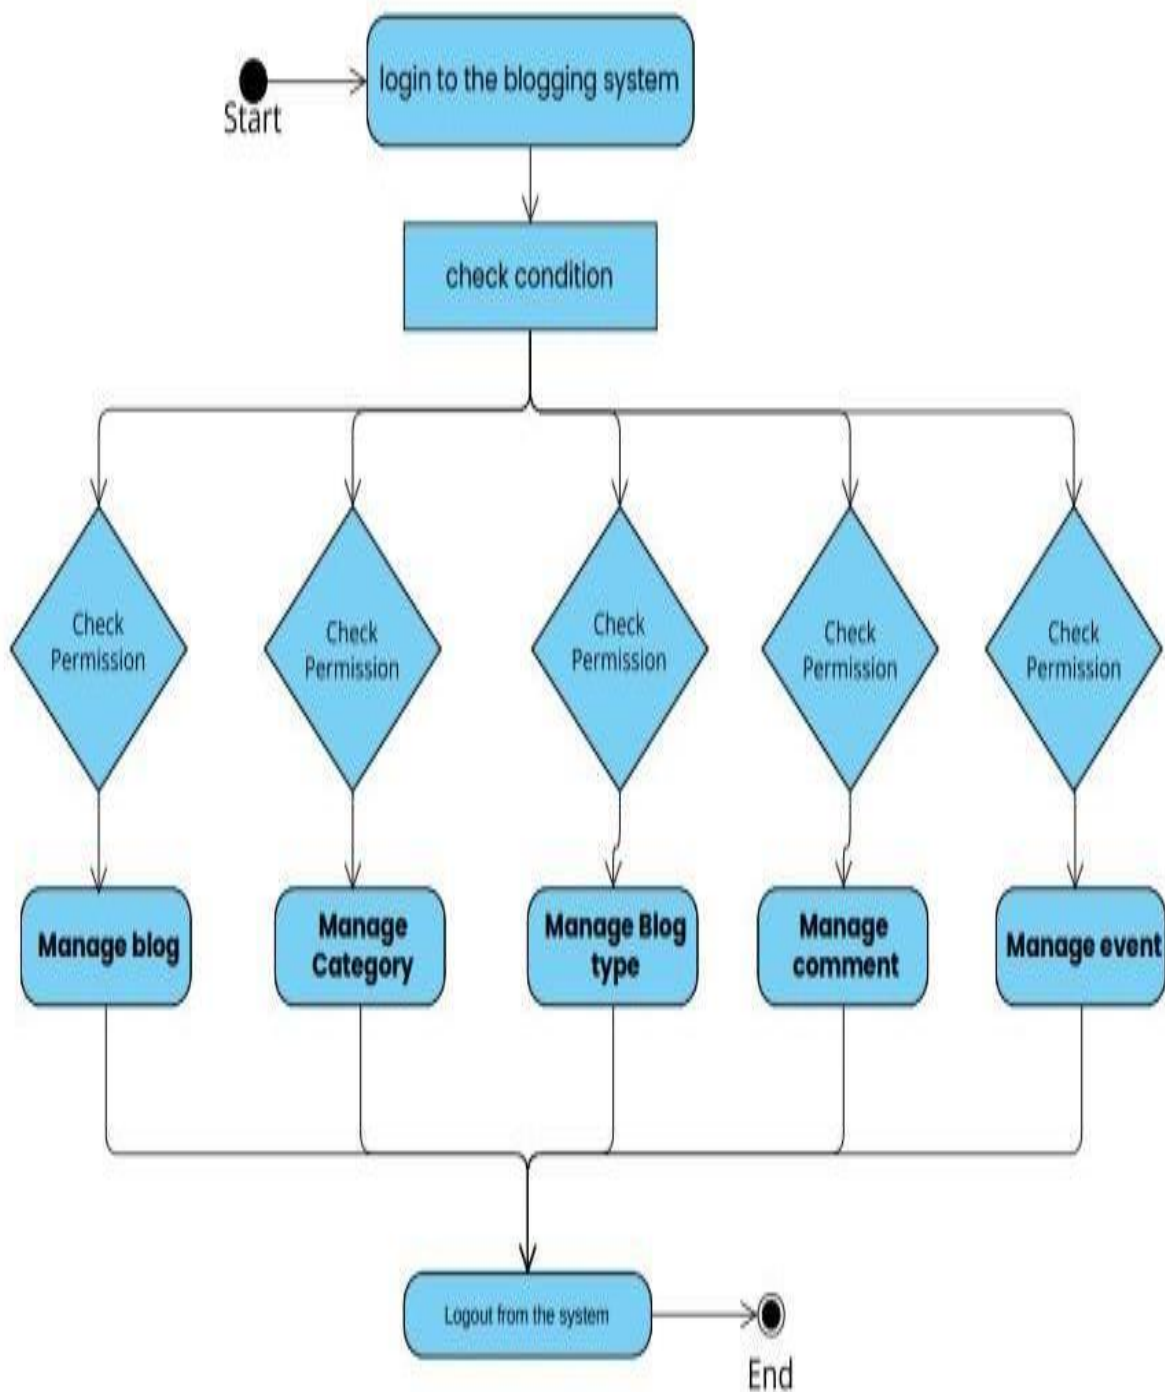 login to the blogging system
Start
check condition
Check
Permission
Check
Permission
Check
Permission
Check
Permission
Check
Permission
Manage blog
Manage
Category
Manage Blog
type
Manage
comment
Manage event
Logout from the system
End